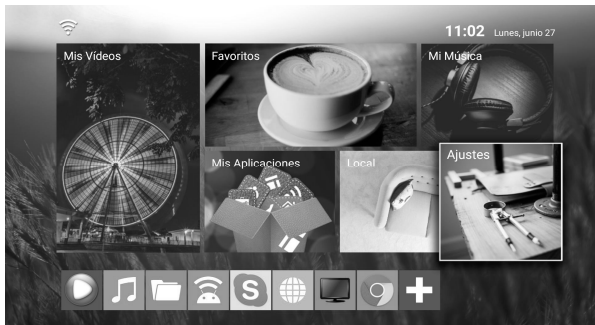 11:02 Lunes, junio 27
Mis Vídeos
Favoritos
Mi Música
Mis Aplicaciones
Local
Ajustes
S